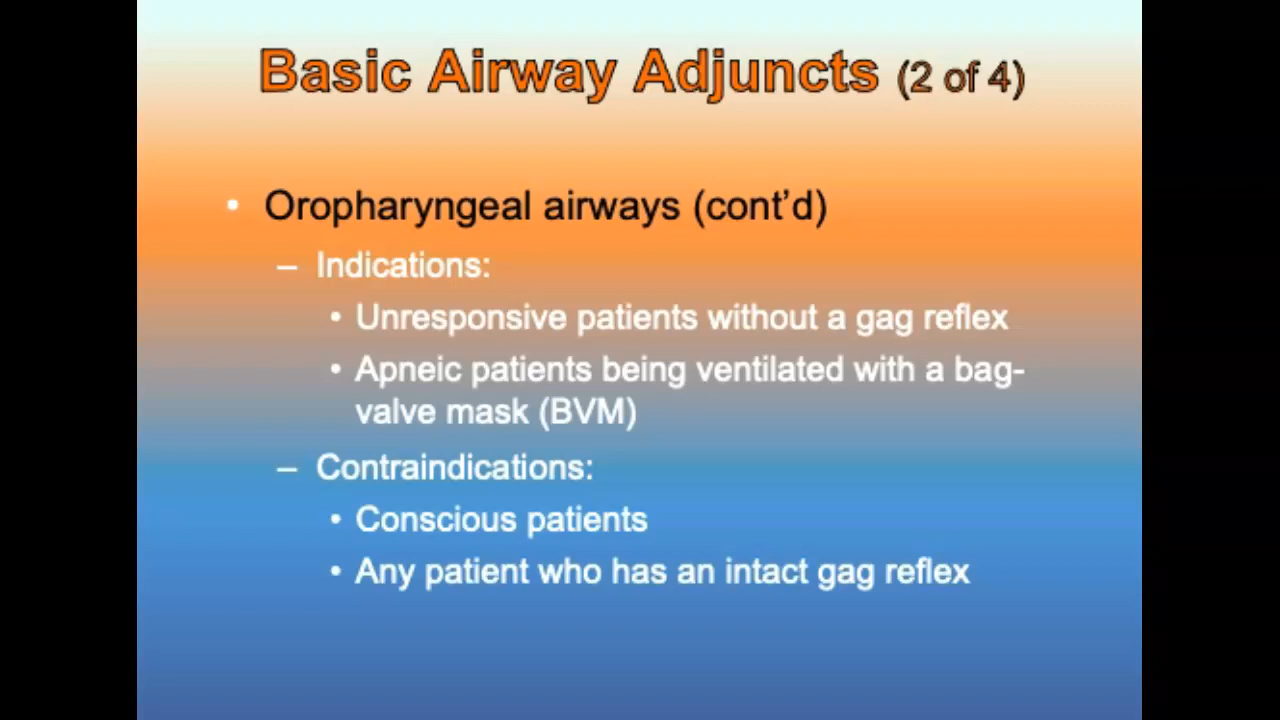 Basic Airway Adjuncts (2 of 4)
• Oropharyngeal airways (cont’d)
– Indications:
• Unresponsive patients without a gag reflex
• Apneic patients being ventilated with a bag-
valve mask (BVM)
– Contraindications:
• Conscious patients
• Any patient who has an intact gag reflex